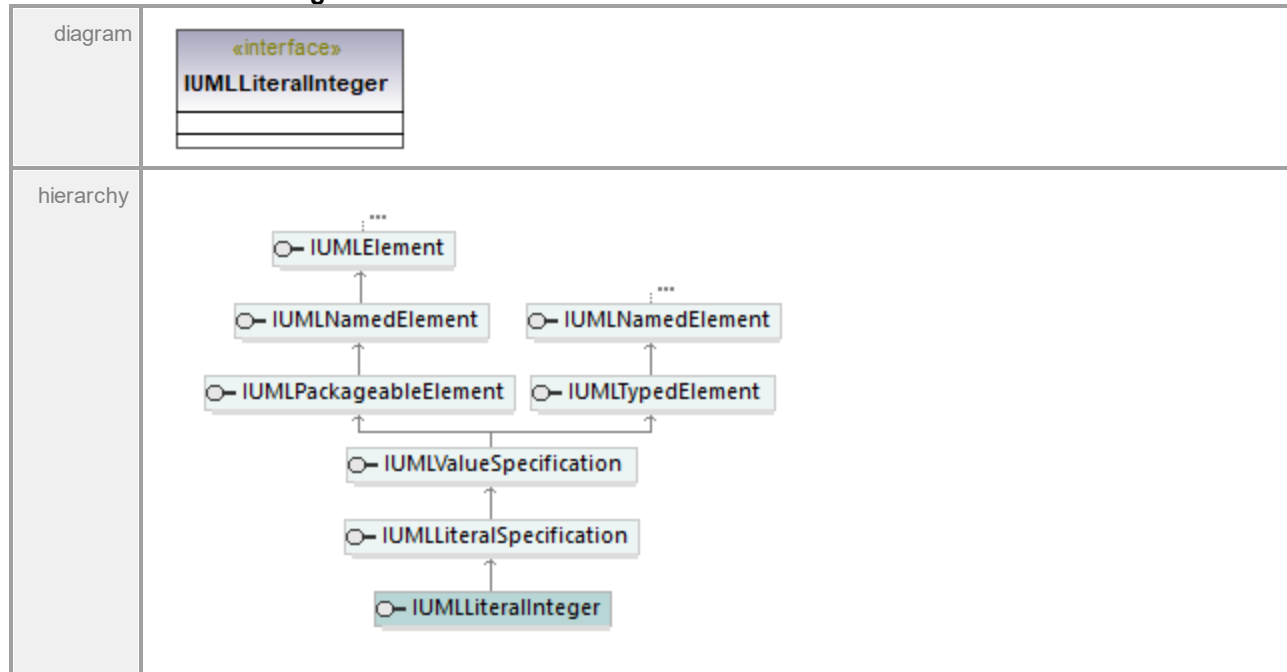 diagram
«interface»
IUMLLiteralInteger
hierarchy
...
IUMLElement
...
IUMLNamedElement
IUMLNamedElement
IUMLPackageableElement
IUMLTypedElement
IUMLValueSpecification
IUMLLiteralSpecification
IUMLLiteralInteger